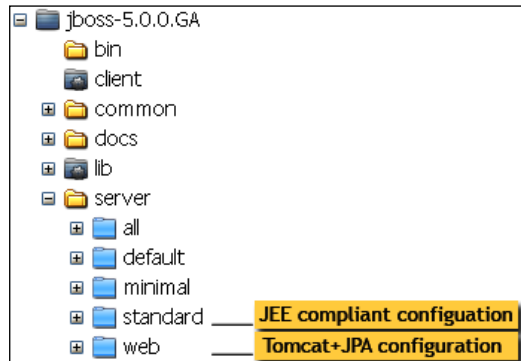 jboss-5.0.0.GA
bin
client
common
docs
lib
server
all
default
minimal
standard JEE compliant configuation
web Tomcat+JPA configuration